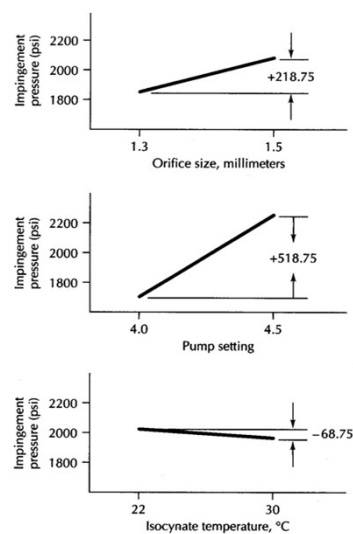 Impingement
pressure (psi)
2200
2000
1800
+218.75
1.3 1.5
Orifice size, millimeters
Impingement
pressure (psi)
2200
2000
1800
+518.75
4.0 4.5
Pump setting
Impingement
pressure (psi)
2200
2000
1800
−68.75
22 30
Isocynate temperature, °C